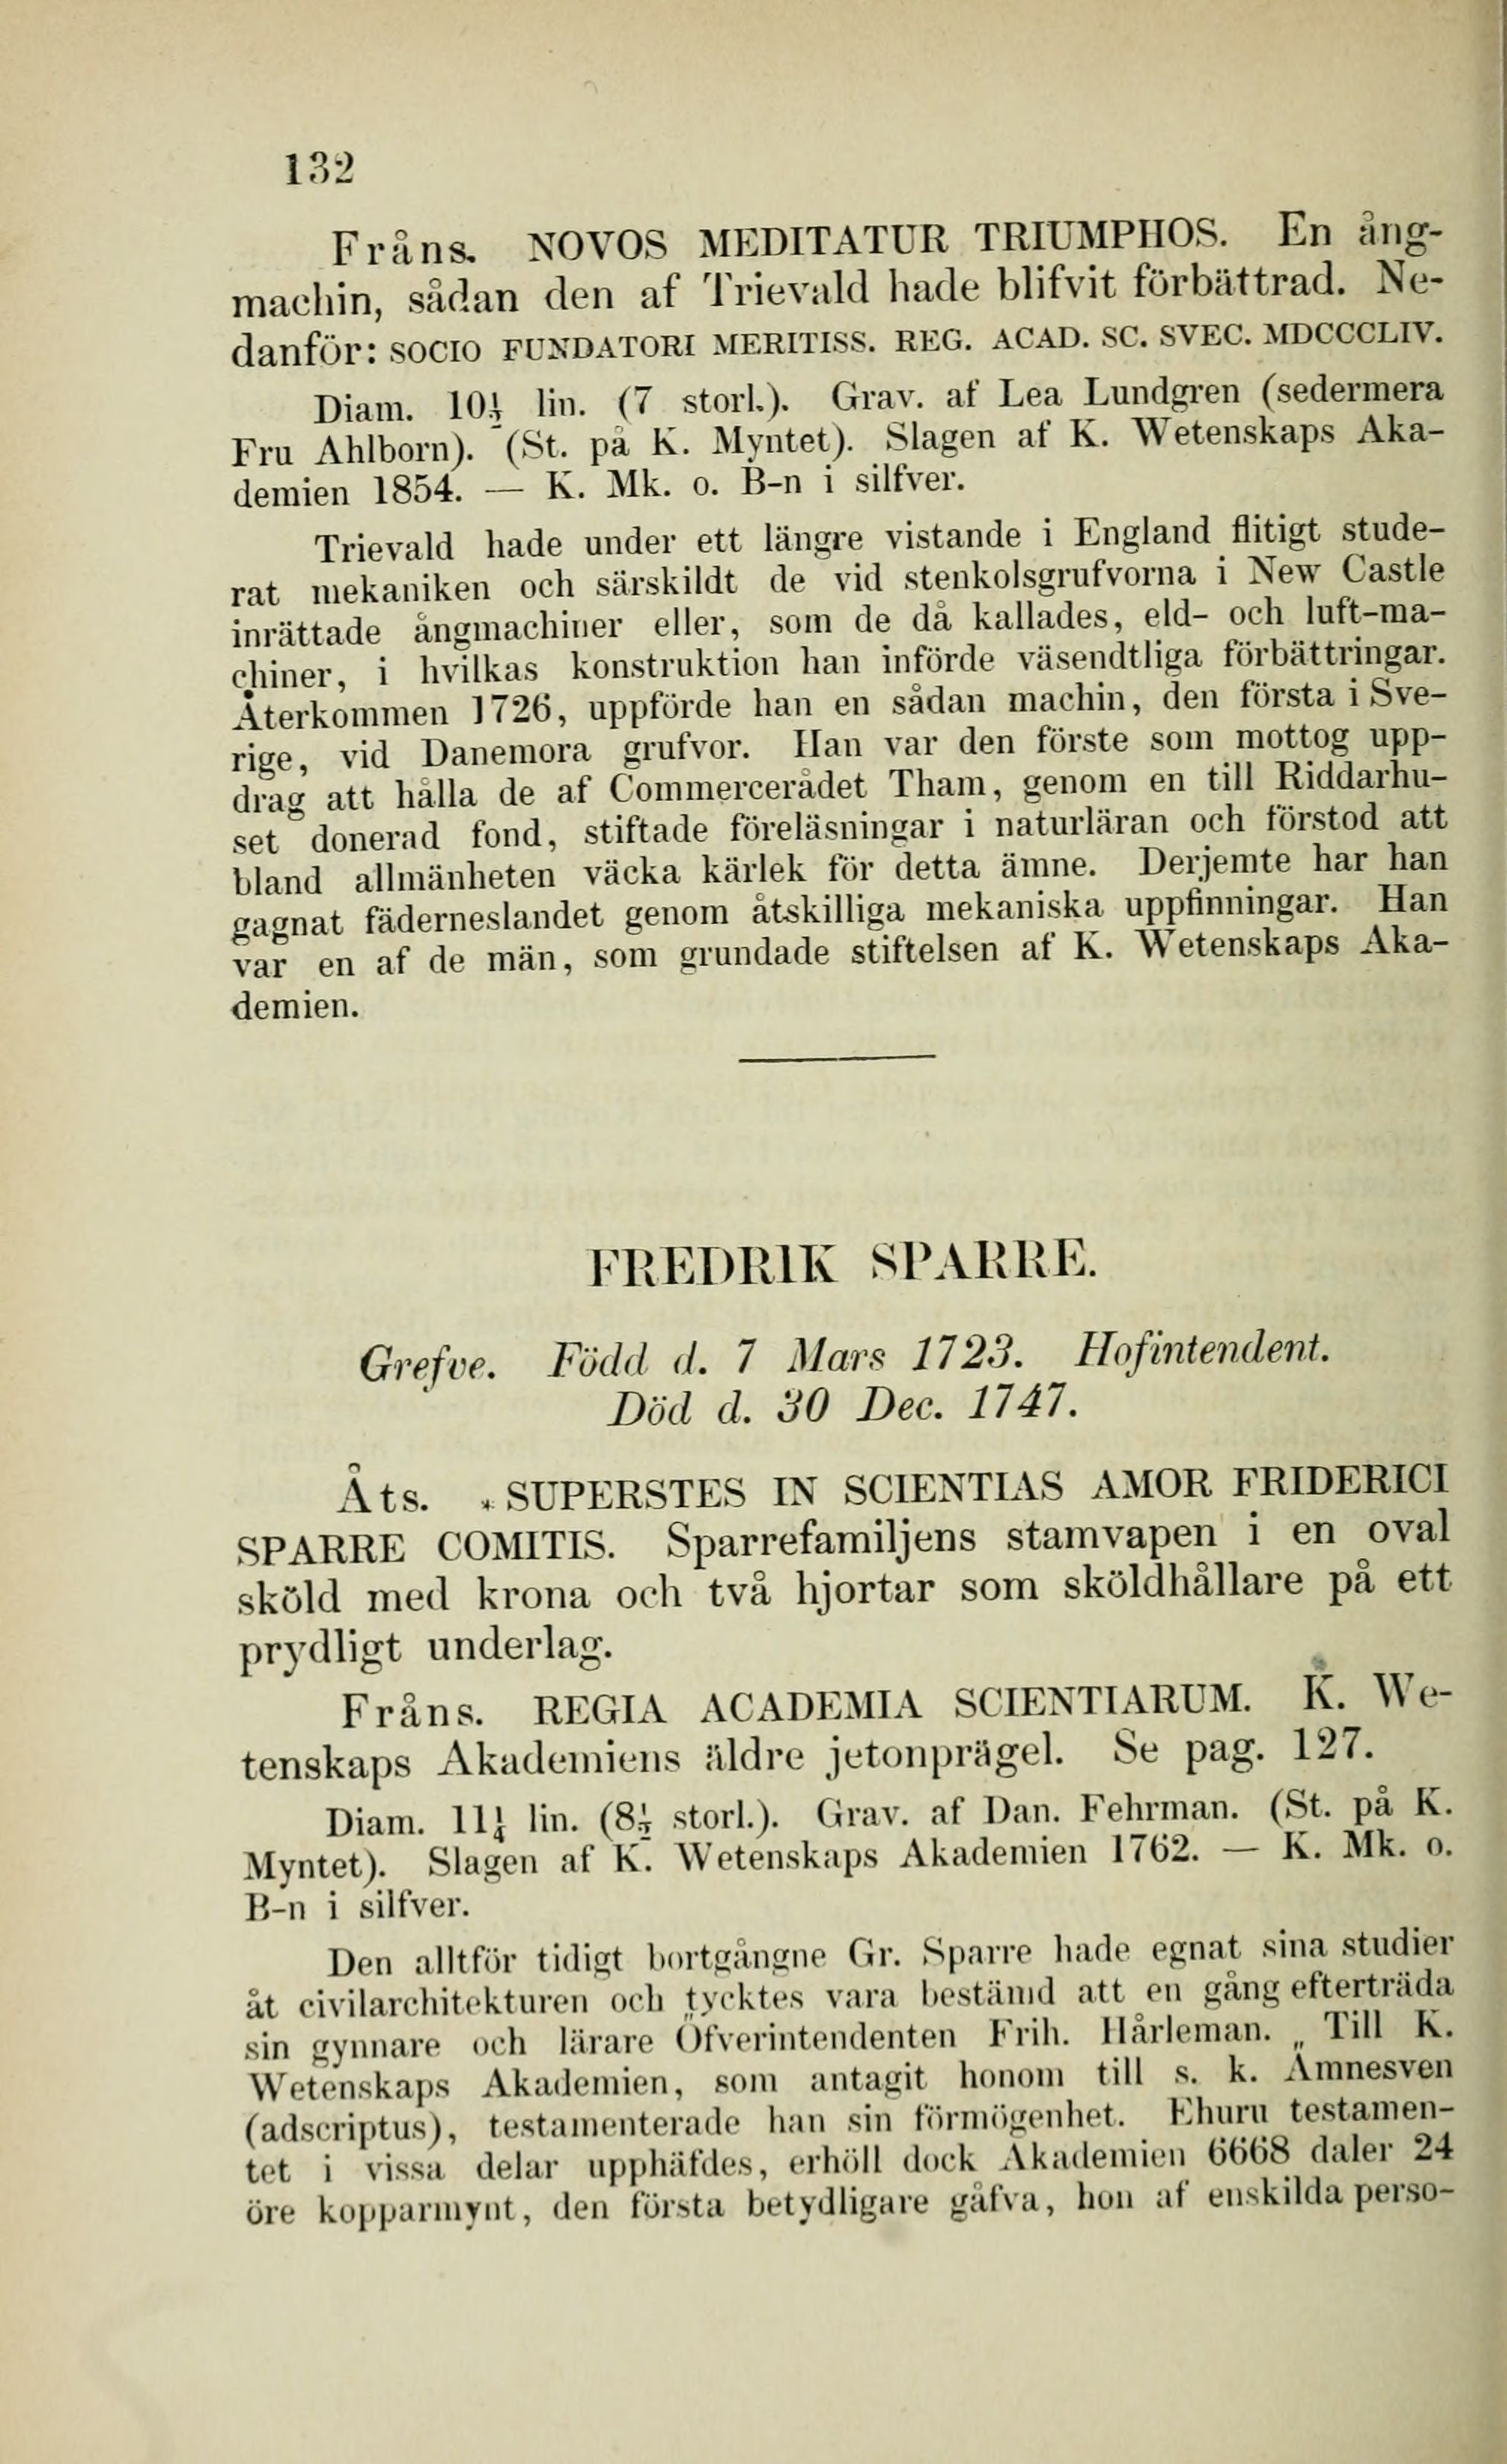 132
Fråns. NOVOS MEDITATUR TRIUMPHOS. En ång-
machin, sådan den af Trievald hade blifvit förbättrad. Ne-
danför: SOCIO FUNDATORI MERITISS. REG. ACAD. SC. SVEC. MDCCCLIV.
Diam. 10½ lin. (7 storl.). Grav. af Lea Lundgren (sedermera
Fru Ahlborn). (St. på K. Myntet). Slagen af K. Wetenskaps Aka-
demien 1854. — K. Mk. o. B-n i silfver.
Trievald hade under ett längre vistande i England flitigt stude-
rat mekaniken och särskildt de vid stenkolsgrufvorna i New Castle
inrättade ångmachiner eller, som de då kallades, eld- och luft-ma-
chiner, i hvilkas konstruktion han införde väsendtliga förbättringar.
Återkommen 1726, uppförde han en sådan machin, den första i Sve-
rige, vid Danemora grufvor. Han var den förste som mottog upp-
drag att hålla de af Commercerådet Tham, genom en till Riddarhu-
set donerad fond, stiftade föreläsningar i naturläran och förstod att
bland allmänheten väcka kärlek för detta ämne. Derjemte har han
gagnat fäderneslandet genom åtskilliga mekaniska uppfinningar. Han
var en af de män, som grundade stiftelsen af K. Wetenskaps Aka-
demien.
FREDRIK SPARRE.
Grefve. Född d. 7 Mars 1723. Hofintendent.
Död d. 30 Dec. 1747.
Åts. * SUPERSTES IN SCIENTIAS AMOR FRIDERICI
SPARRE COMITIS. Sparrefamiljens stamvapen i en oval
sköld med krona och två hjortar som sköldhållare på ett
prydligt underlag.
Fråns. REGIA ACADEMIA SCIENTIARUM. K. We-
tenskaps Akademiens äldre jetonprägel. Se pag. 127.
Diam. 11¼ lin. (8½ storl.). Grav. af Dan. Fehrman. (St. på K.
Myntet). Slagen af K. Wetenskaps Akademien 1762. — K. Mk. o.
B-n i silfver.
Den alltför tidigt bortgångne Gr. Sparre hade egnat sina studier
åt civilarchitekturen och tycktes vara bestämd att en gång efterträda
sin gynnare och lärare Öfverintendenten Frih. Hårleman. Till K.
Wetenskaps Akademien, som antagit honom till s. k. Ämnesven
(adscriptus), testamenterade han sin förmögenhet. Ehuru testamen-
tet i vissa delar upphäfdes, erhöll dock Akademien 6668 daler 24
öre kopparmynt, den första betydligare gåfva, hon af enskilda perso-